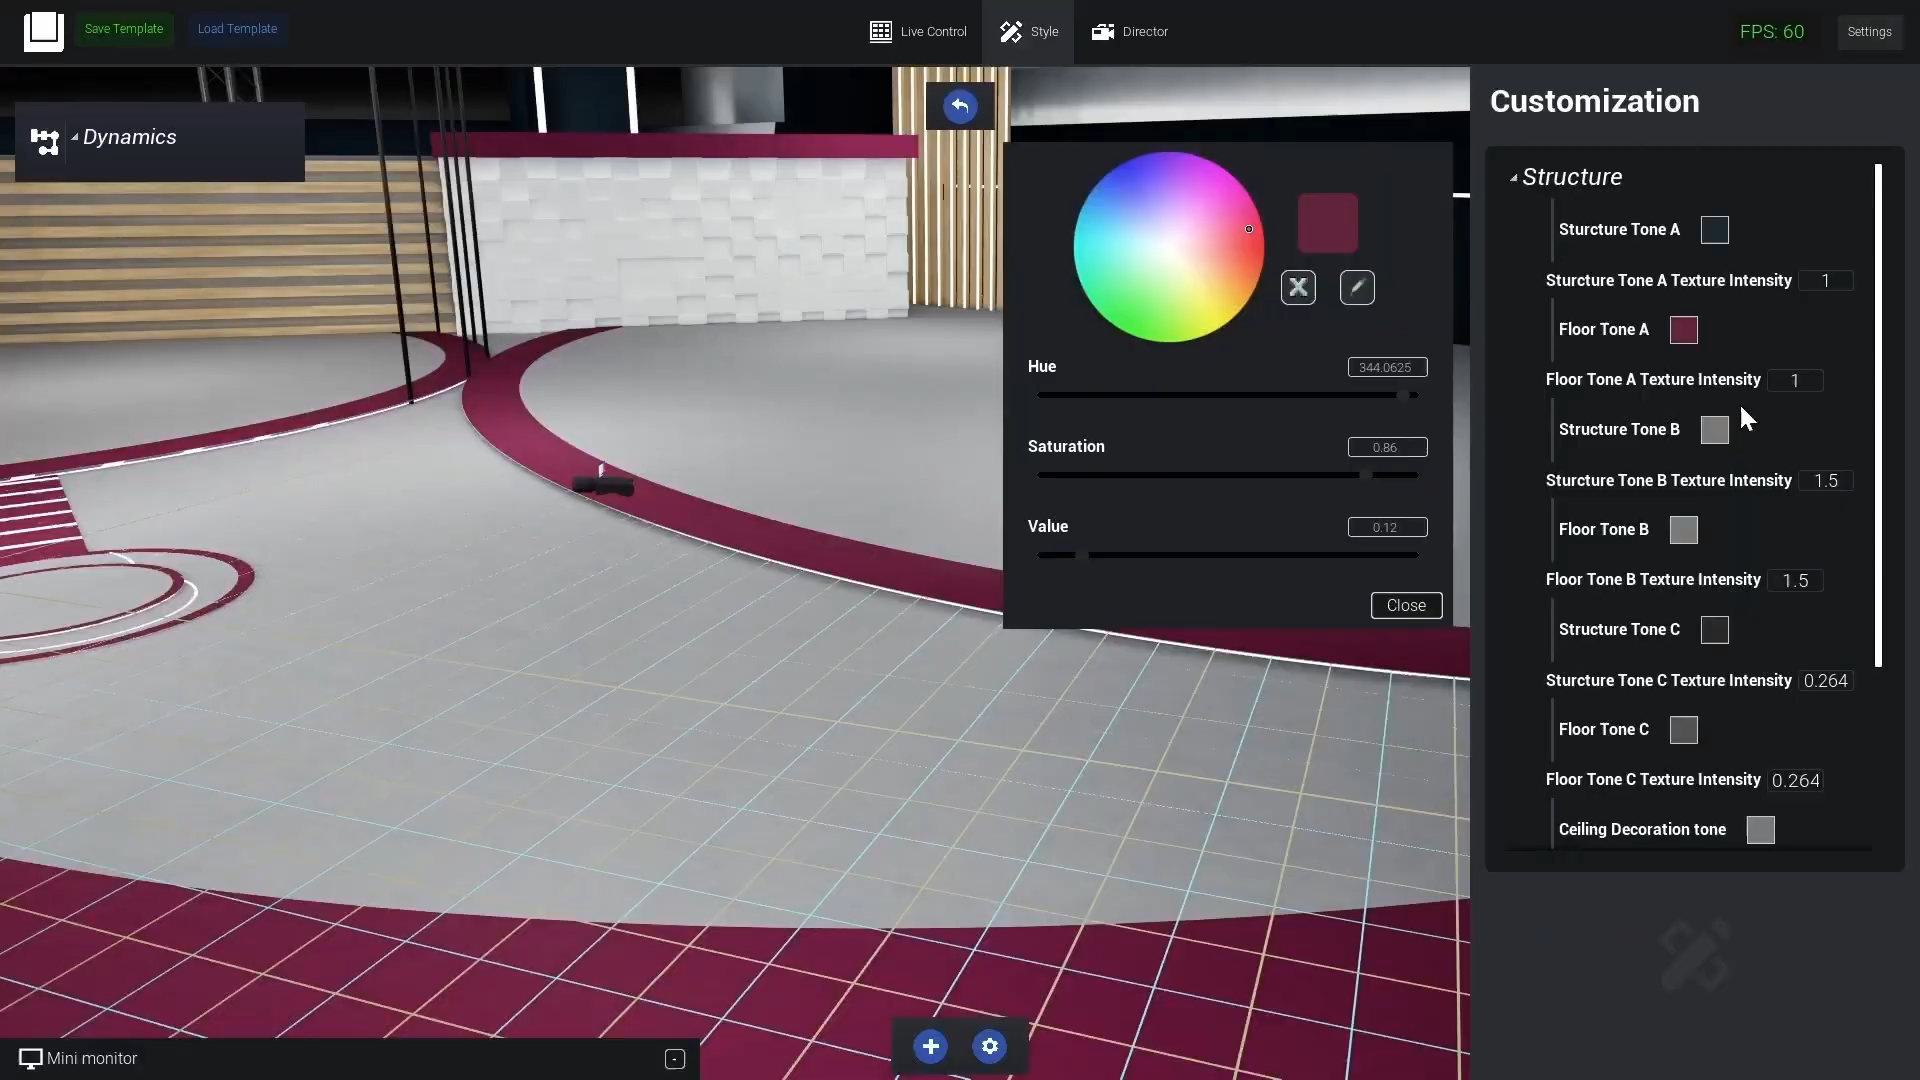 Save Template
Load Template
Live Control
Style
Director
FPS: 60
Settings
Dynamics
Customization
Structure
Sturcture Tone A
Sturcture Tone A Texture Intensity 1
Floor Tone A
Floor Tone A Texture Intensity 1
Structure Tone B
Sturcture Tone B Texture Intensity 1.5
Floor Tone B
Floor Tone B Texture Intensity 1.5
Structure Tone C
Sturcture Tone C Texture Intensity 0.264
Floor Tone C
Floor Tone C Texture Intensity 0.264
Ceiling Decoration tone
Hue 344.0625
Saturation 0.86
Value 0.12
Close
Mini monitor